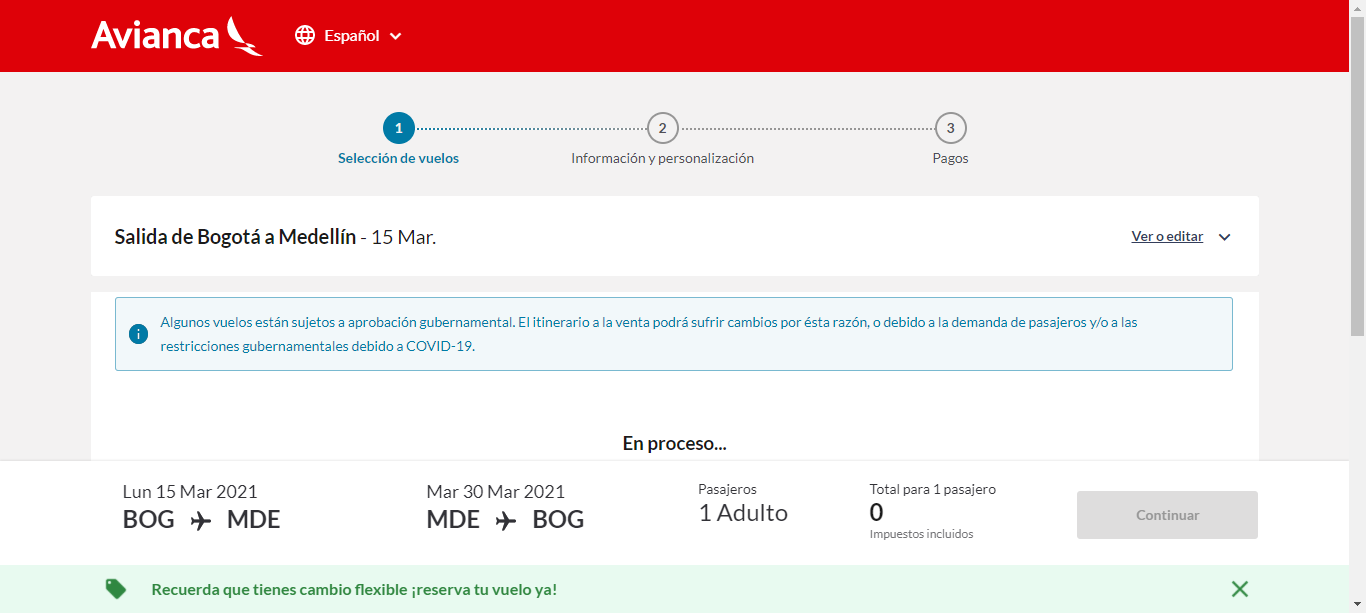 Avianca
Español
1
2
3
Selección de vuelos
Información y personalización
Pagos
Salida de Bogotá a Medellín - 15 Mar.
Ver o editar
Algunos vuelos están sujetos a aprobación gubernamental. El itinerario a la venta podrá sufrir cambios por ésta razón, o debido a la demanda de pasajeros y/o a las
restricciones gubernamentales debido a COVID-19.
En proceso...
Lun 15 Mar 2021
BOG MDE
Mar 30 Mar 2021
MDE BOG
Pasajeros
1 Adulto
Total para 1 pasajero
0
Impuestos incluidos
Continuar
Recuerda que tienes cambio flexible ¡reserva tu vuelo ya!